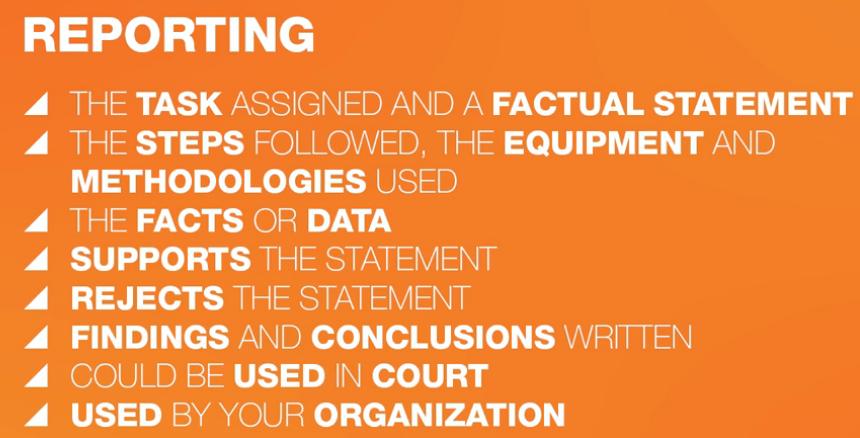 REPORTING
THE TASK ASSIGNED AND A FACTUAL STATEMENT
THE STEPS FOLLOWED, THE EQUIPMENT AND
METHODOLOGIES USED
THE FACTS OR DATA
SUPPORTS THE STATEMENT
REJECTS THE STATEMENT
FINDINGS AND CONCLUSIONS WRITTEN
COULD BE USED IN COURT
USED BY YOUR ORGANIZATION